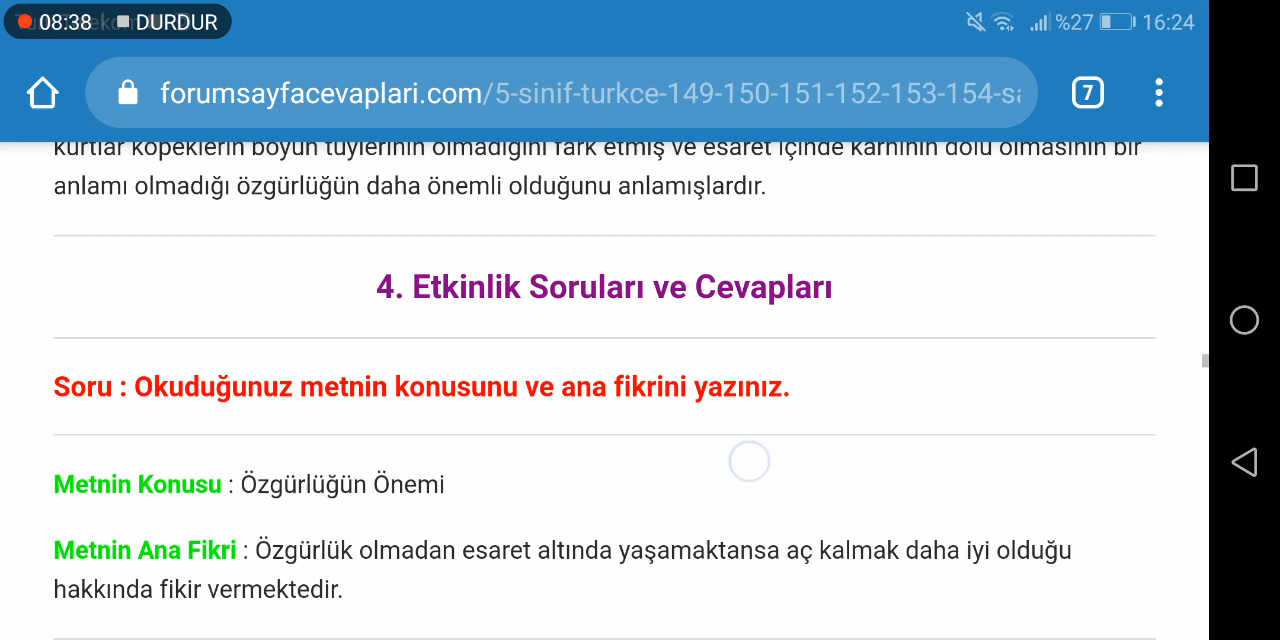 08:38 DURDUR
%27 16:24
forumsayfacevaplari.com/5-sinif-turkce-149-150-151-152-153-154-sa
7
kurtlar köpeklerin boyun tüylerinin olmadığını fark etmiş ve esaret içinde karnının dolu olmasının bir
anlamı olmadığı özgürlüğün daha önemli olduğunu anlamışlardır.
4. Etkinlik Soruları ve Cevapları
Soru : Okuduğunuz metnin konusunu ve ana fikrini yazınız.
Metnin Konusu : Özgürlüğün Önemi
Metnin Ana Fikri : Özgürlük olmadan esaret altında yaşamaktansa aç kalmak daha iyi olduğu
hakkında fikir vermektedir.